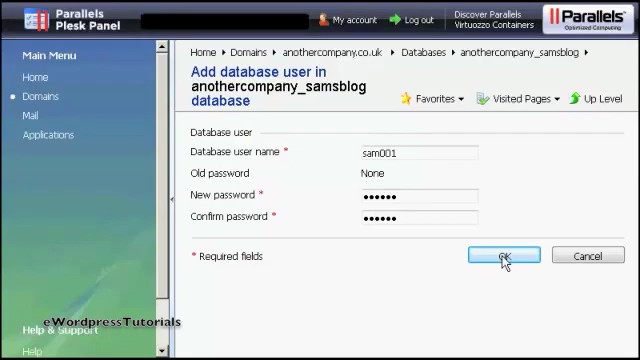 Parallels
Plesk Panel
My account
Log out
Discover Parallels
Virtuozzo Containers
Parallels
Optimized Computing
Main Menu
Home
Domains
Mail
Applications
Help & Support
Help
Home > Domains > anothercompany.co.uk > Databases > anothercompany_samsblog >
Add database user in
anothercompany_samsblog
database
Favorites
Visited Pages
Up Level
Database user
Database user name * sam001
Old password None
New password * ••••••
Confirm password * ••••••
* Required fields
OK
Cancel
eWordpressTutorials